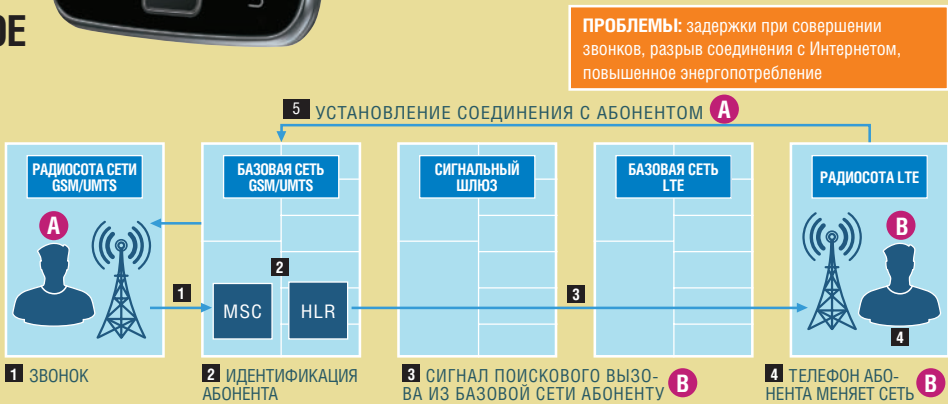 ОЕ
ПРОБЛЕМЫ: задержки при совершении
звонков, разрыв соединения с Интернетом,
повышенное энергопотребление
5 УСТАНОВЛЕНИЕ СОЕДИНЕНИЯ С АБОНЕНТОМ A
РАДИОСОТА СЕТИ
GSM/UMTS
БАЗОВАЯ СЕТЬ
GSM/UMTS
СИГНАЛЬНЫЙ
ШЛЮЗ
БАЗОВАЯ СЕТЬ
LTE
РАДИОСОТА LTE
A
B
2
1
MSC
HLR
3
4
1 ЗВОНОК
2 ИДЕНТИФИКАЦИЯ
АБОНЕНТА
3 СИГНАЛ ПОИСКОВОГО ВЫЗО-
ВА ИЗ БАЗОВОЙ СЕТИ АБОНЕНТУ B
4 ТЕЛЕФОН АБО-
НЕНТА МЕНЯЕТ СЕТЬ B